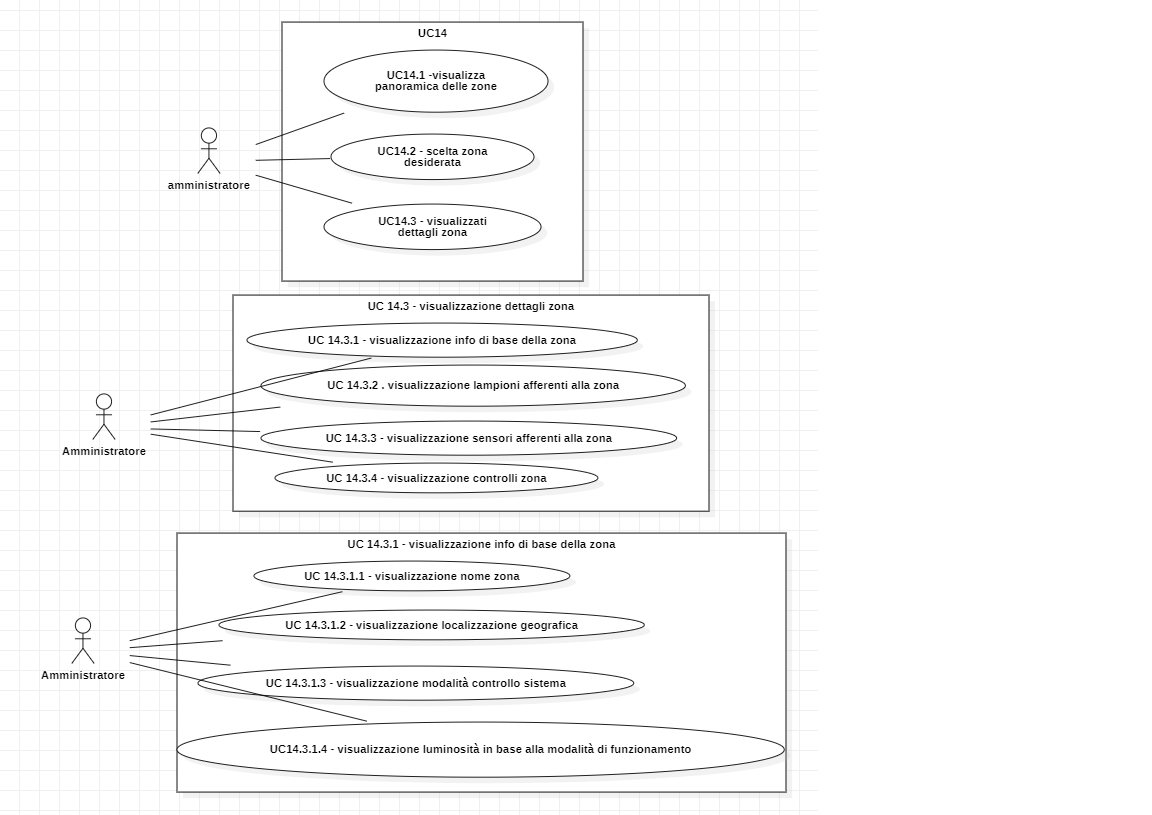 UC14
UC14.1 -visualizza
panoramica delle zone
UC14.2 - scelta zona
desiderata
amministratore
UC14.3 - visualizzati
dettagli zona
UC 14.3 - visualizzazione dettagli zona
UC 14.3.1 - visualizzazione info di base della zona
UC 14.3.2 . visualizzazione lampioni afferenti alla zona
UC 14.3.3 - visualizzazione sensori afferenti alla zona
Amministratore
UC 14.3.4 - visualizzazione controlli zona
UC 14.3.1 - visualizzazione info di base della zona
UC 14.3.1.1 - visualizzazione nome zona
UC 14.3.1.2 - visualizzazione localizzazione geografica
Amministratore
UC 14.3.1.3 - visualizzazione modalità controllo sistema
UC14.3.1.4 - visualizzazione luminosità in base alla modalità di funzionamento